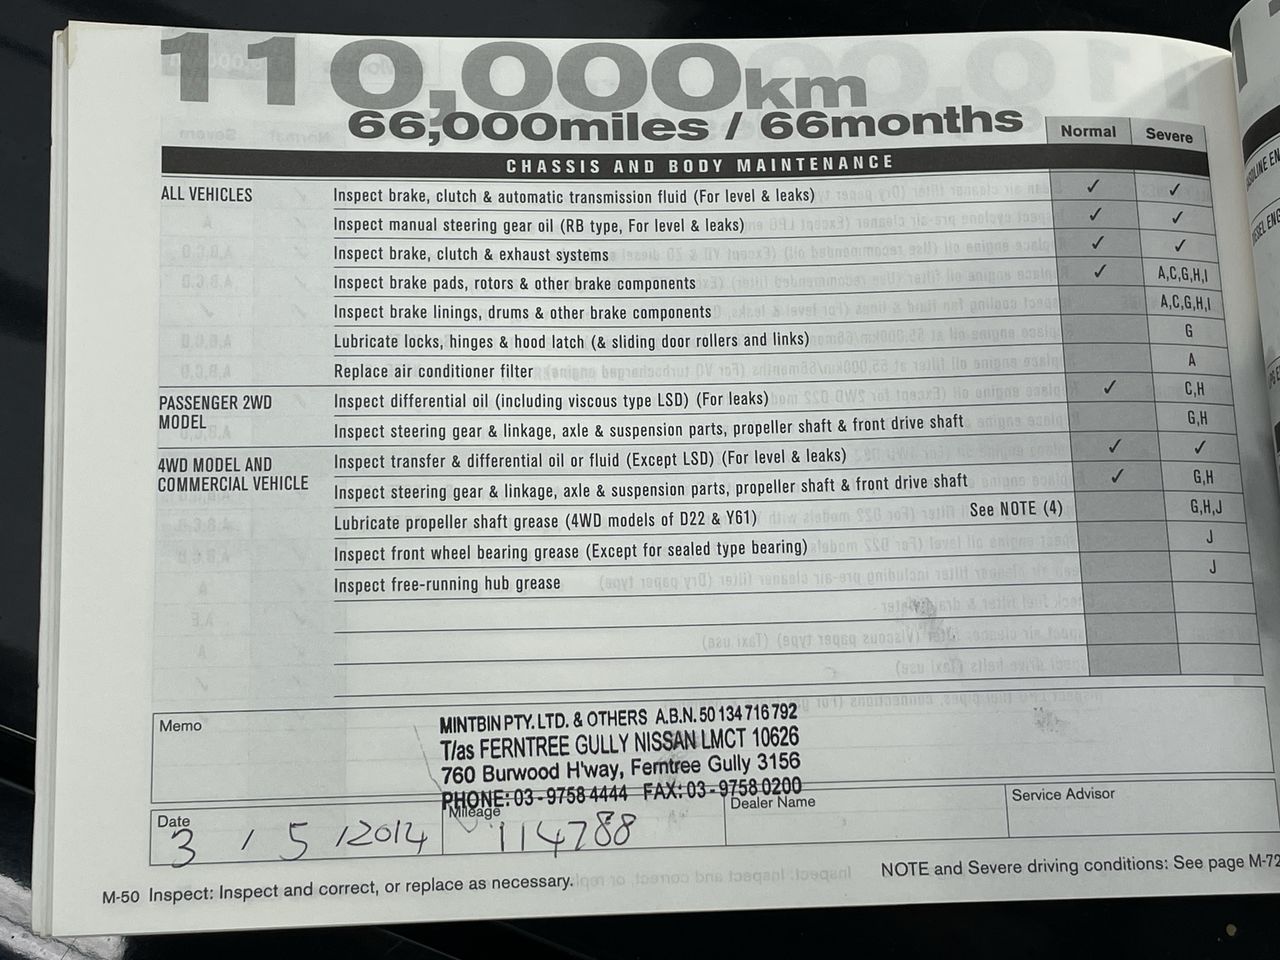 110,000km
66,000miles / 66months
Normal Severe
CHASSIS AND BODY MAINTENANCE
ALL VEHICLES Inspect brake, clutch & automatic transmission fluid (For level & leaks) ✓ ✓
Inspect manual steering gear oil (RB type, For level & leaks) ✓ ✓
Inspect brake, clutch & exhaust systems ✓ ✓
Inspect brake pads, rotors & other brake components ✓ A,C,G,H,I
Inspect brake linings, drums & other brake components A,C,G,H,I
Lubricate locks, hinges & hood latch (& sliding door rollers and links) G
Replace air conditioner filter A
PASSENGER 2WD MODEL Inspect differential oil (including viscous type LSD) (For leaks) ✓ C,H
Inspect steering gear & linkage, axle & suspension parts, propeller shaft & front drive shaft G,H
4WD MODEL AND COMMERCIAL VEHICLE Inspect transfer & differential oil or fluid (Except LSD) (For level & leaks) ✓ ✓
Inspect steering gear & linkage, axle & suspension parts, propeller shaft & front drive shaft ✓ G,H
Lubricate propeller shaft grease (4WD models of D22 & Y61) See NOTE (4) G,H,J
Inspect front wheel bearing grease (Except for sealed type bearing) J
Inspect free-running hub grease J
Memo
MINTBIN PTY. LTD. & OTHERS A.B.N. 50 134 716 792
T/as FERNTREE GULLY NISSAN LMCT 10626
760 Burwood H'way, Ferntree Gully 3156
PHONE: 03 - 9758 4444 FAX: 03 - 9758 0200
Date Mileage Dealer Name Service Advisor
3 / 5 /2014 114788
M-50 Inspect: Inspect and correct, or replace as necessary.
NOTE and Severe driving conditions: See page M-72